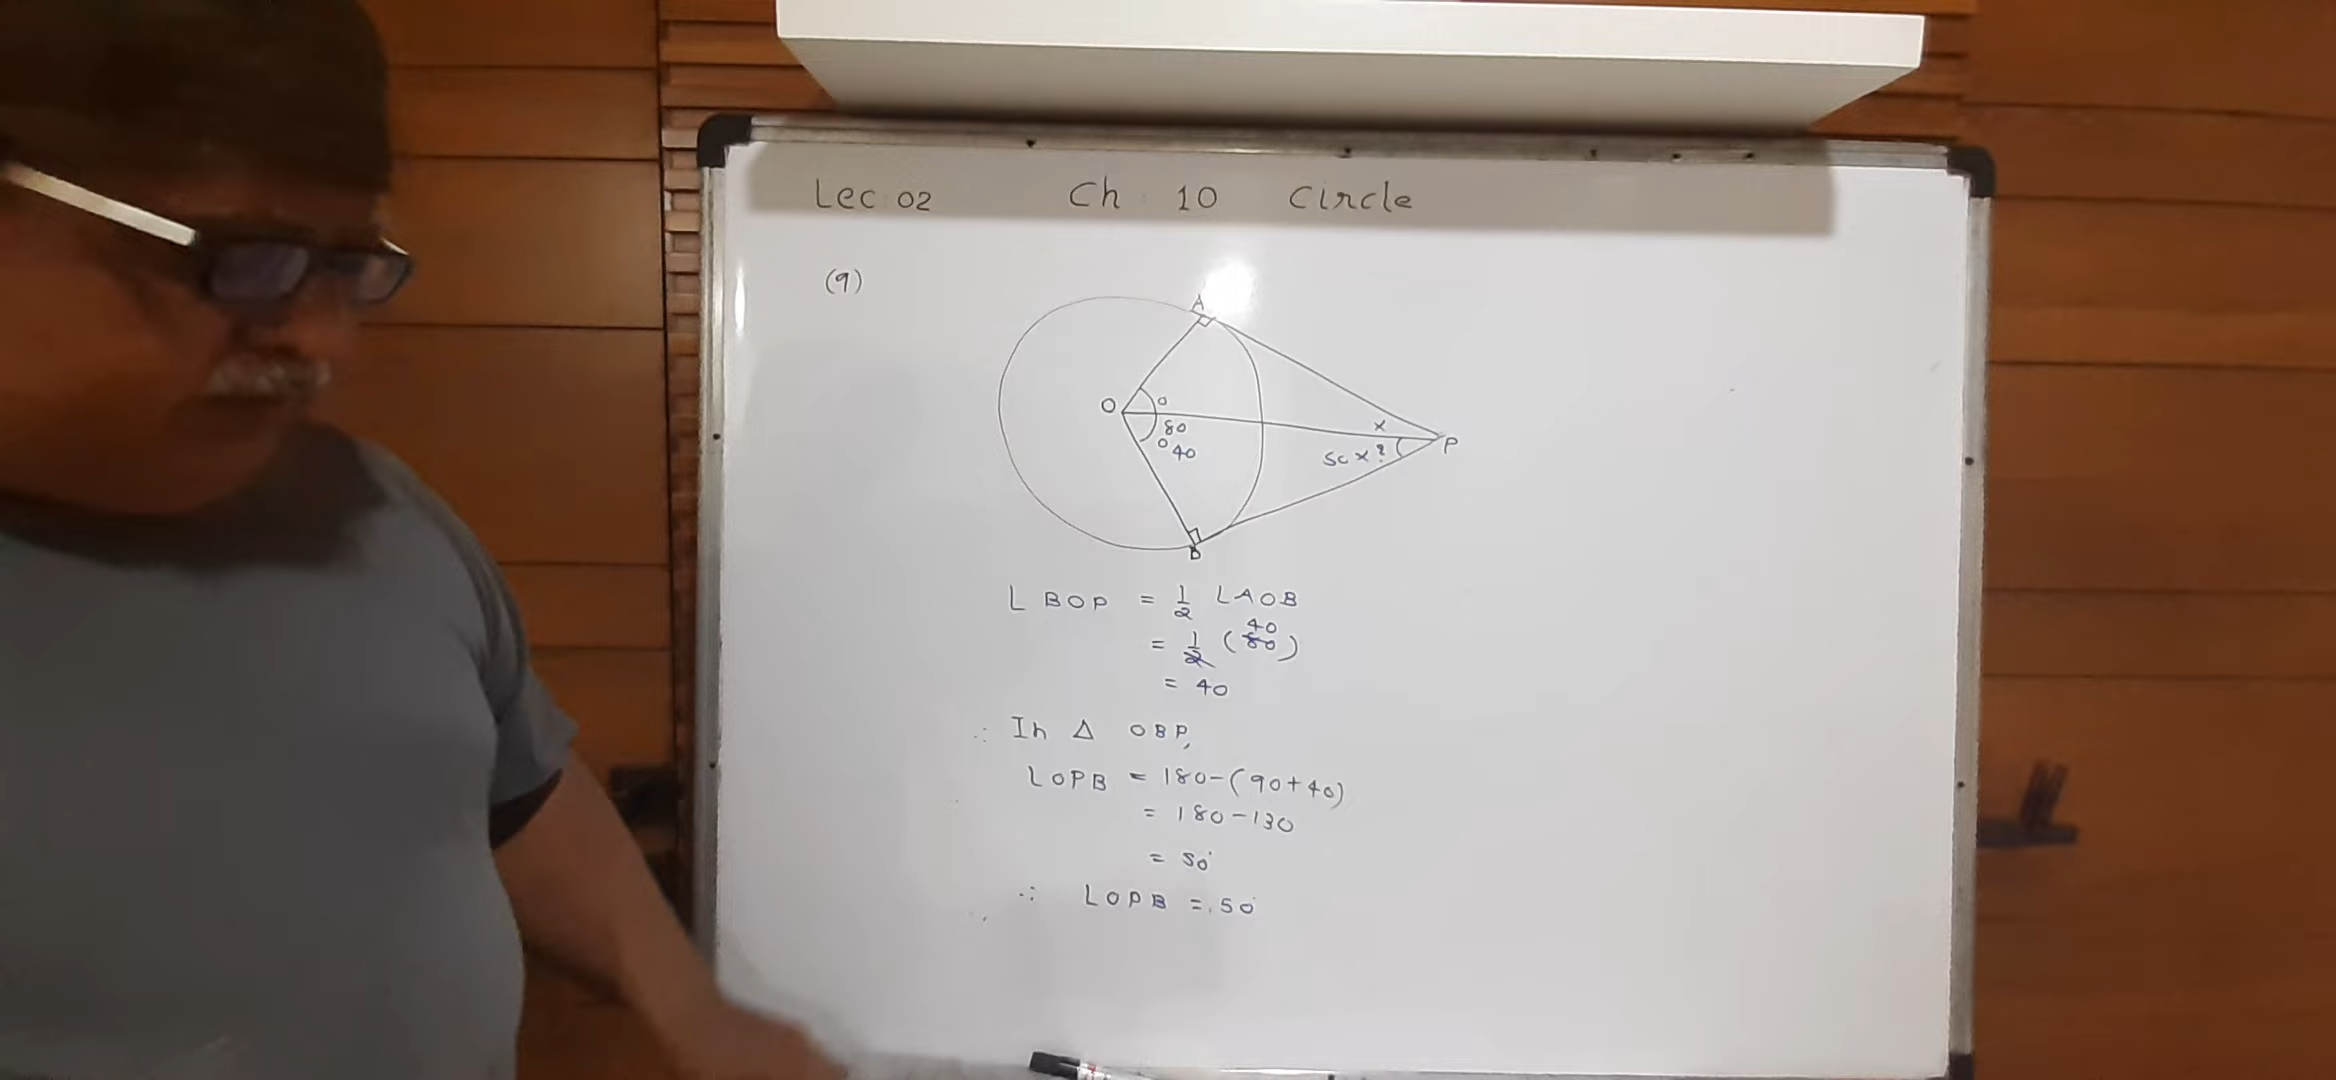 Lec 02 Ch 10 Circle
(9)
A
O
o
80
o 40
x
50 x?
P
B
∠ BOP = 1/2 ∠AOB
= 1/2 (80) 40
= 40
∴ In Δ OBP,
∠OPB = 180-(90+40)
= 180-130
= 50°
∴ ∠OPB = 50°